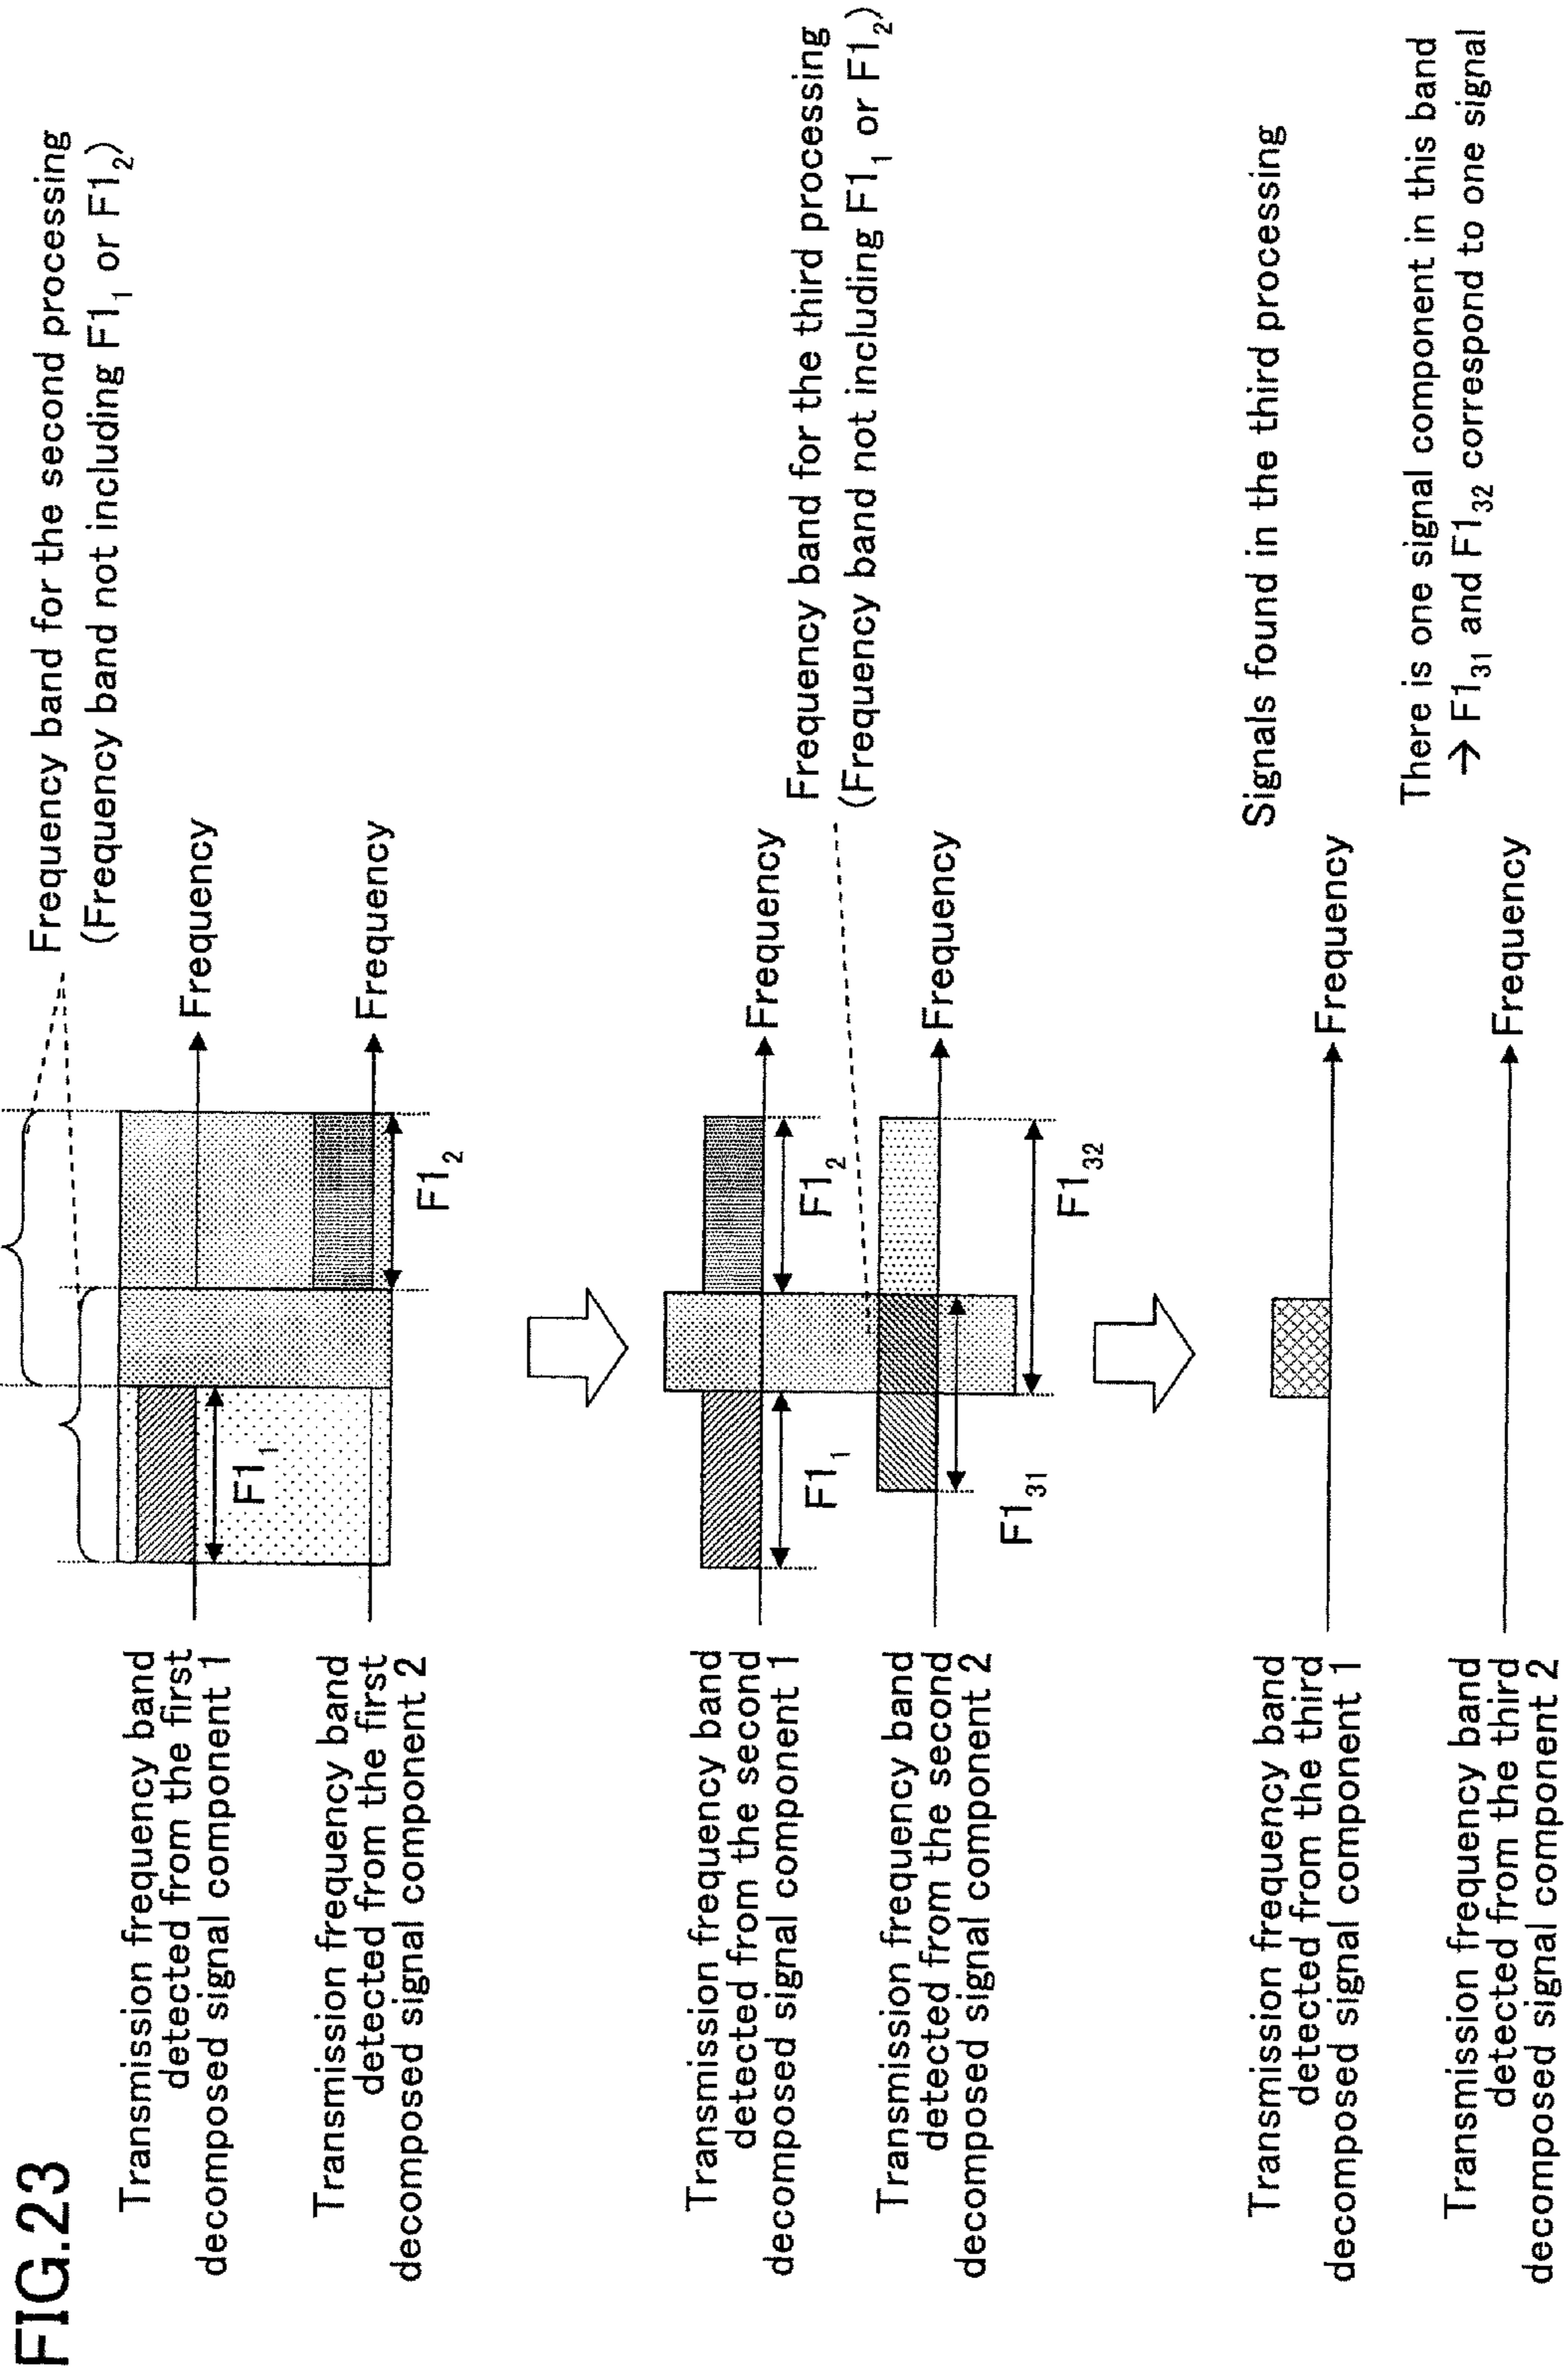 FIG.23
Frequency band for the second processing
(Frequency band not including F1₁ or F1₂)
Transmission frequency band
detected from the first
decomposed signal component 1
Frequency
F1₁
Transmission frequency band
detected from the first
decomposed signal component 2
Frequency
F1₂
Frequency band for the third processing
(Frequency band not including F1₁ or F1₂)
Transmission frequency band
detected from the second
decomposed signal component 1
Frequency
F1₁
F1₂
Transmission frequency band
detected from the second
decomposed signal component 2
Frequency
F1₃₁
F1₃₂
Signals found in the third processing
Transmission frequency band
detected from the third
decomposed signal component 1
Frequency
There is one signal component in this band
→ F1₃₁ and F1₃₂ correspond to one signal
Transmission frequency band
detected from the third
decomposed signal component 2
Frequency